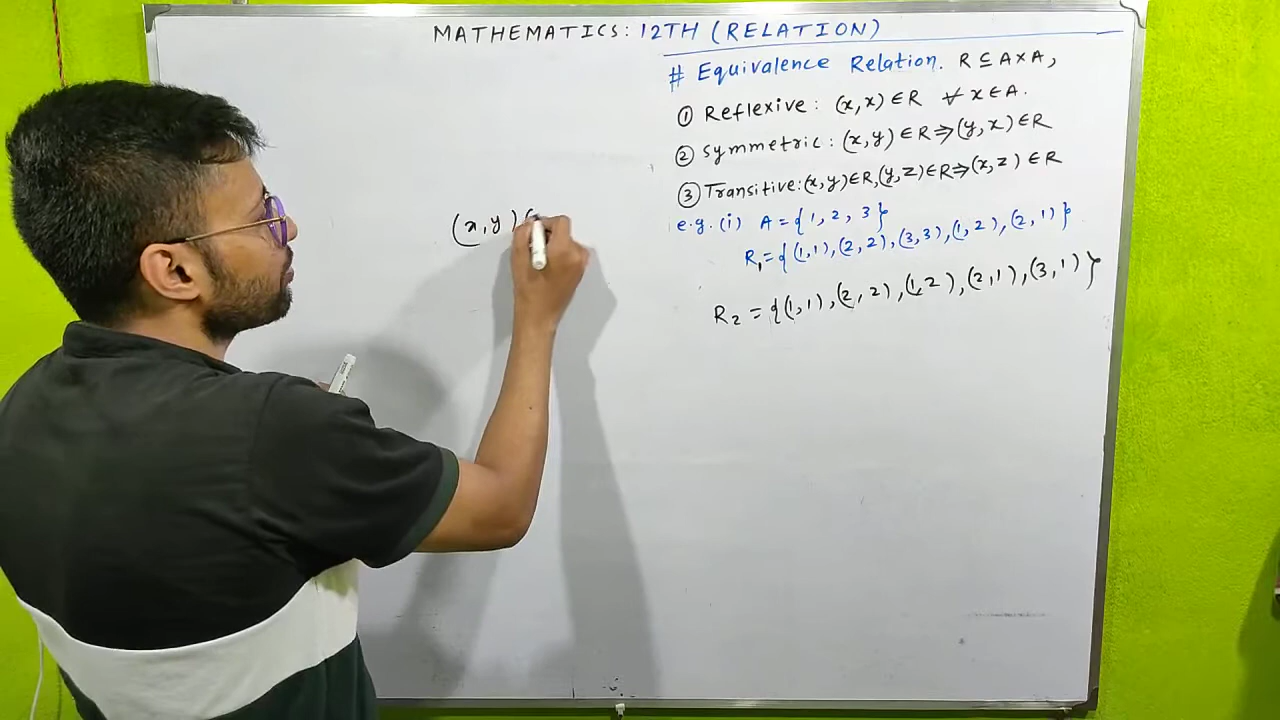 MATHEMATICS: 12TH (RELATION)
# Equivalence Relation. R ⊆ A×A,
① Reflexive: (x,x) ∈ R ∀ x ∈ A.
② Symmetric: (x,y) ∈ R ⇒ (y,x) ∈ R
③ Transitive: (x,y) ∈ R, (y,z) ∈ R ⇒ (x,z) ∈ R
e.g. (i) A = {1, 2, 3}
R₁ = {(1,1), (2,2), (3,3), (1,2), (2,1)}
R₂ = {(1,1), (2,2), (1,2), (2,1), (3,1)}
(x,y)